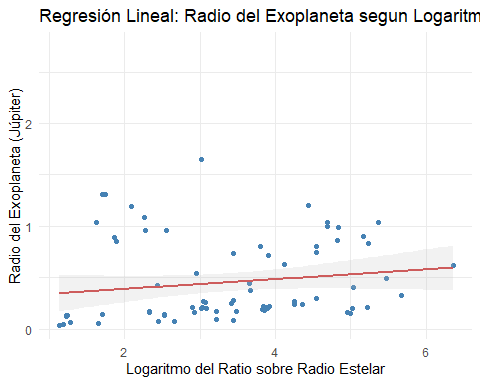 Regresión Lineal: Radio del Exoplaneta segun Logaritm
Radio del Exoplaneta (Júpiter)
2
1
0
2
4
6
Logaritmo del Ratio sobre Radio Estelar